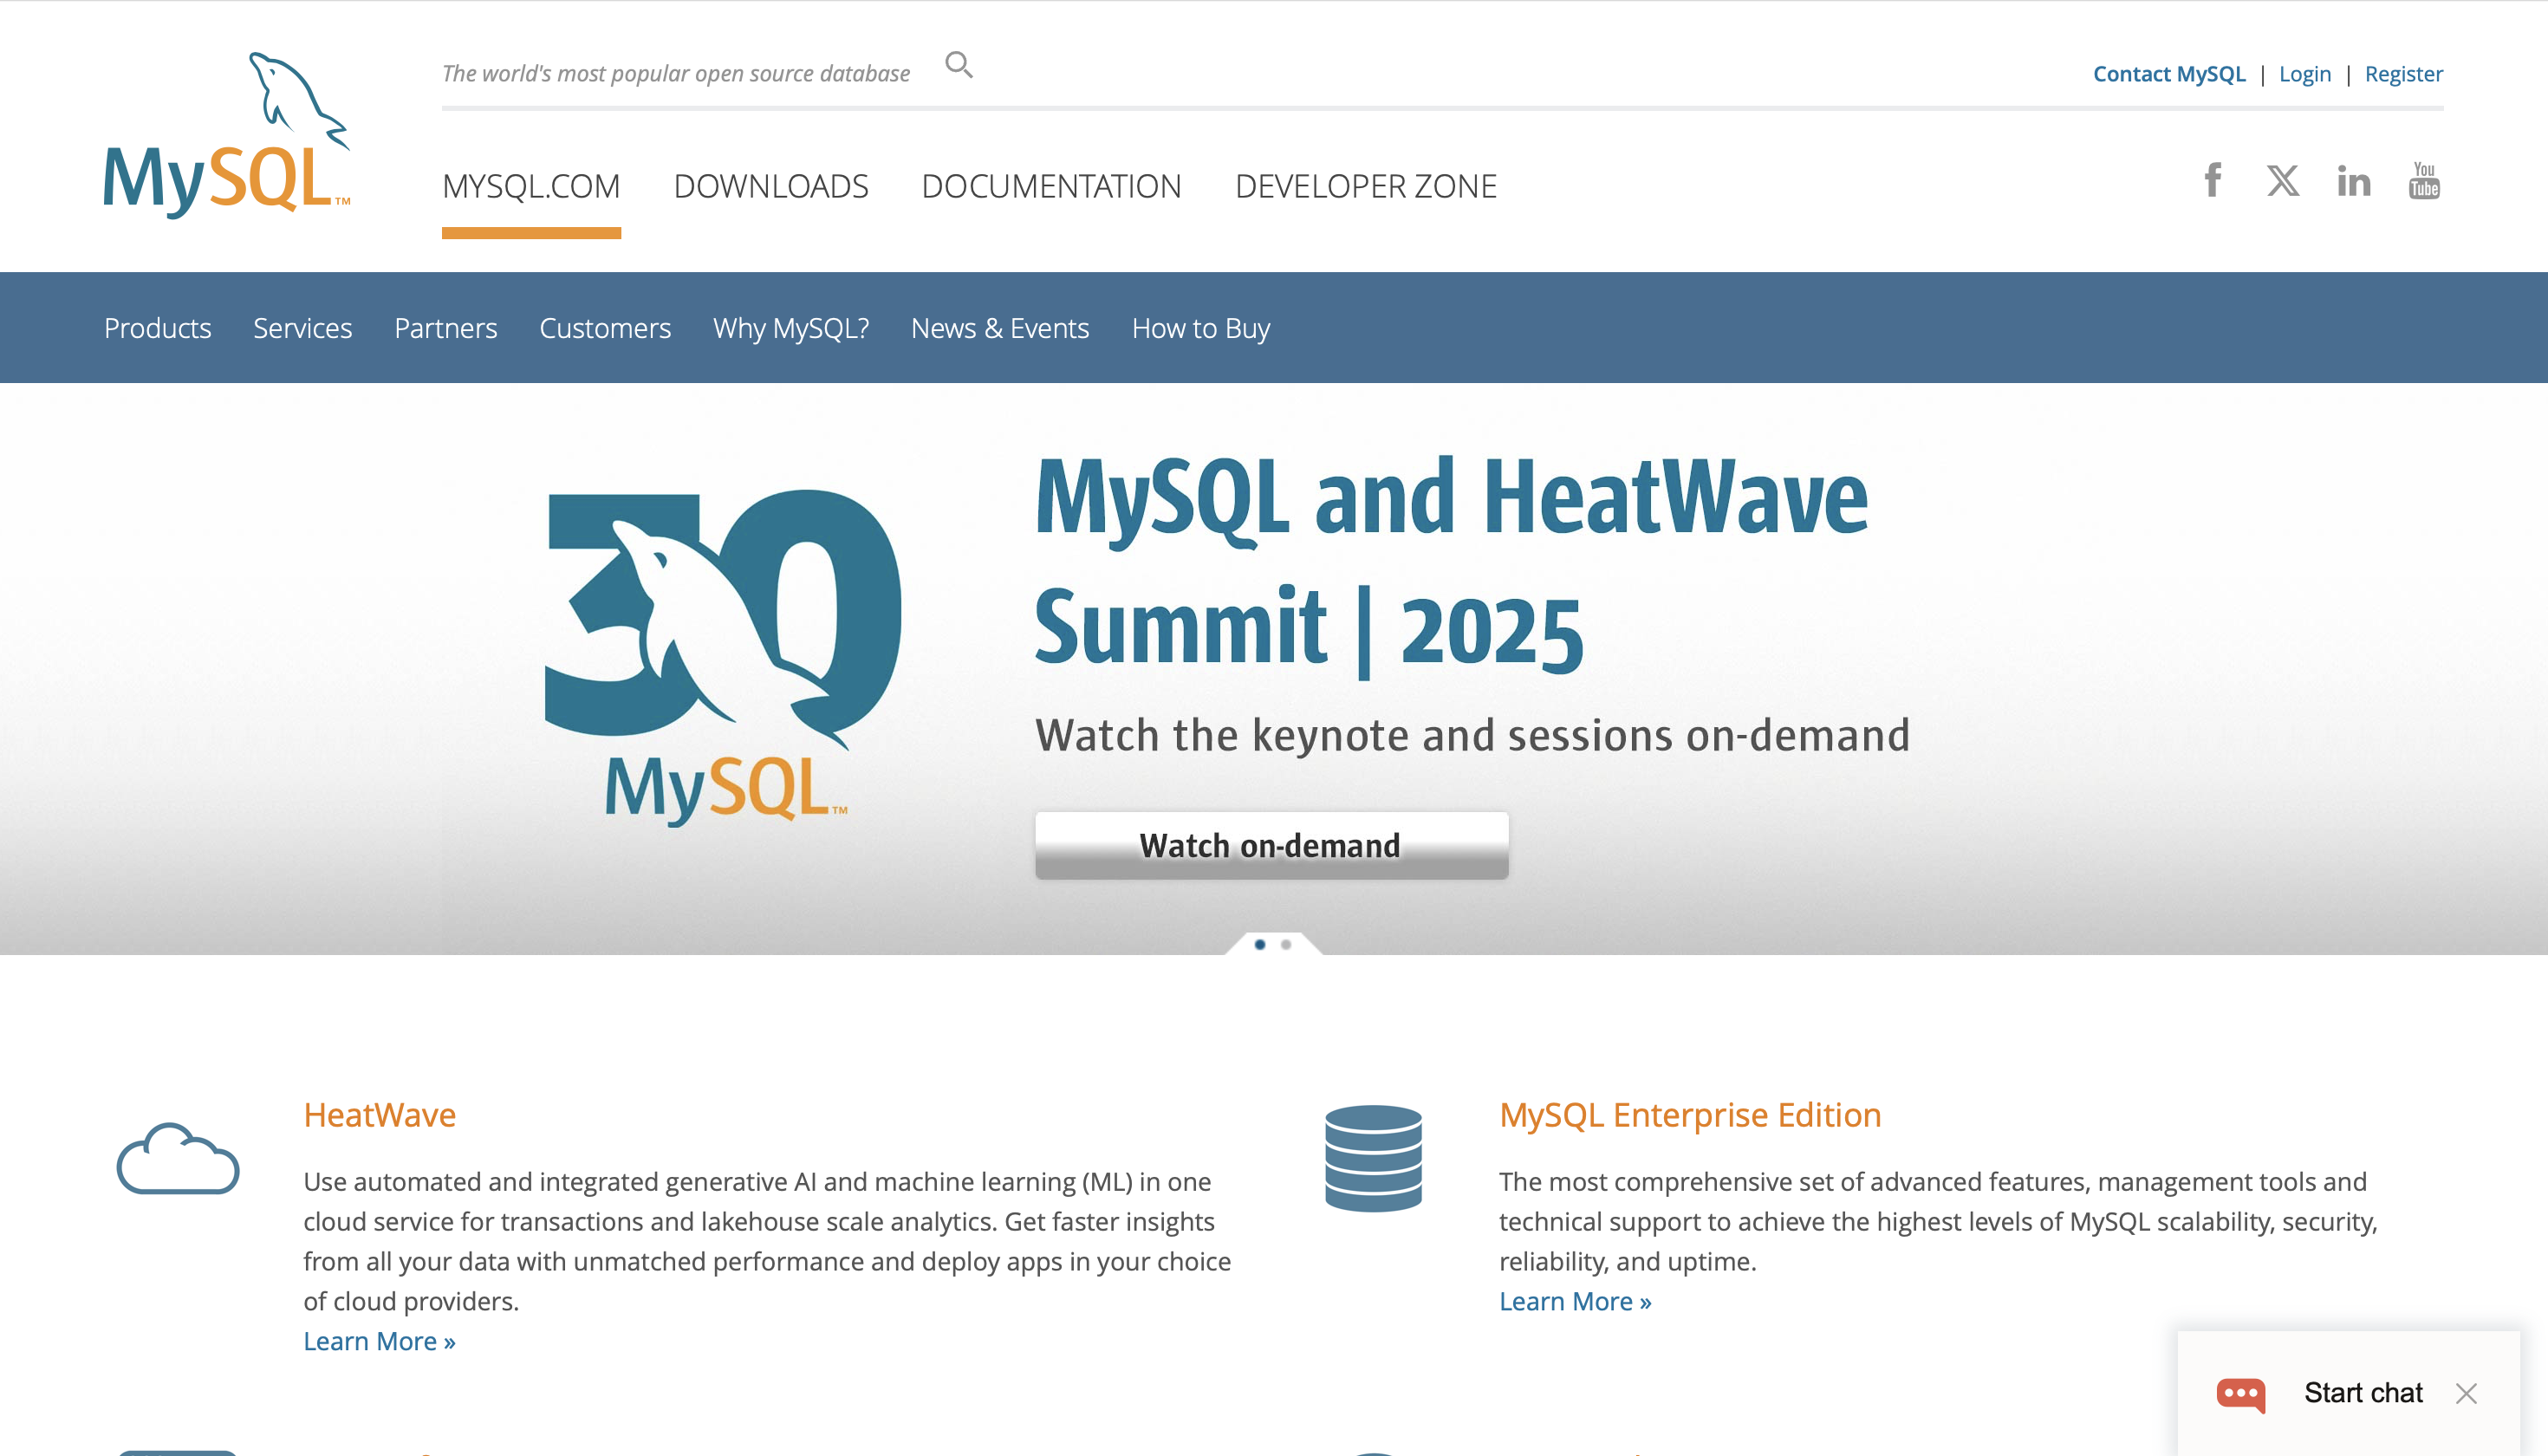 The world's most popular open source database
Contact MySQL | Login | Register
MySQL™
MYSQL.COM DOWNLOADS DOCUMENTATION DEVELOPER ZONE
f X in You Tube
Products Services Partners Customers Why MySQL? News & Events How to Buy
30
MySQL™
MySQL and HeatWave
Summit | 2025
Watch the keynote and sessions on-demand
Watch on-demand
HeatWave
Use automated and integrated generative AI and machine learning (ML) in one
cloud service for transactions and lakehouse scale analytics. Get faster insights
from all your data with unmatched performance and deploy apps in your choice
of cloud providers.
Learn More »
MySQL Enterprise Edition
The most comprehensive set of advanced features, management tools and
technical support to achieve the highest levels of MySQL scalability, security,
reliability, and uptime.
Learn More »
Start chat